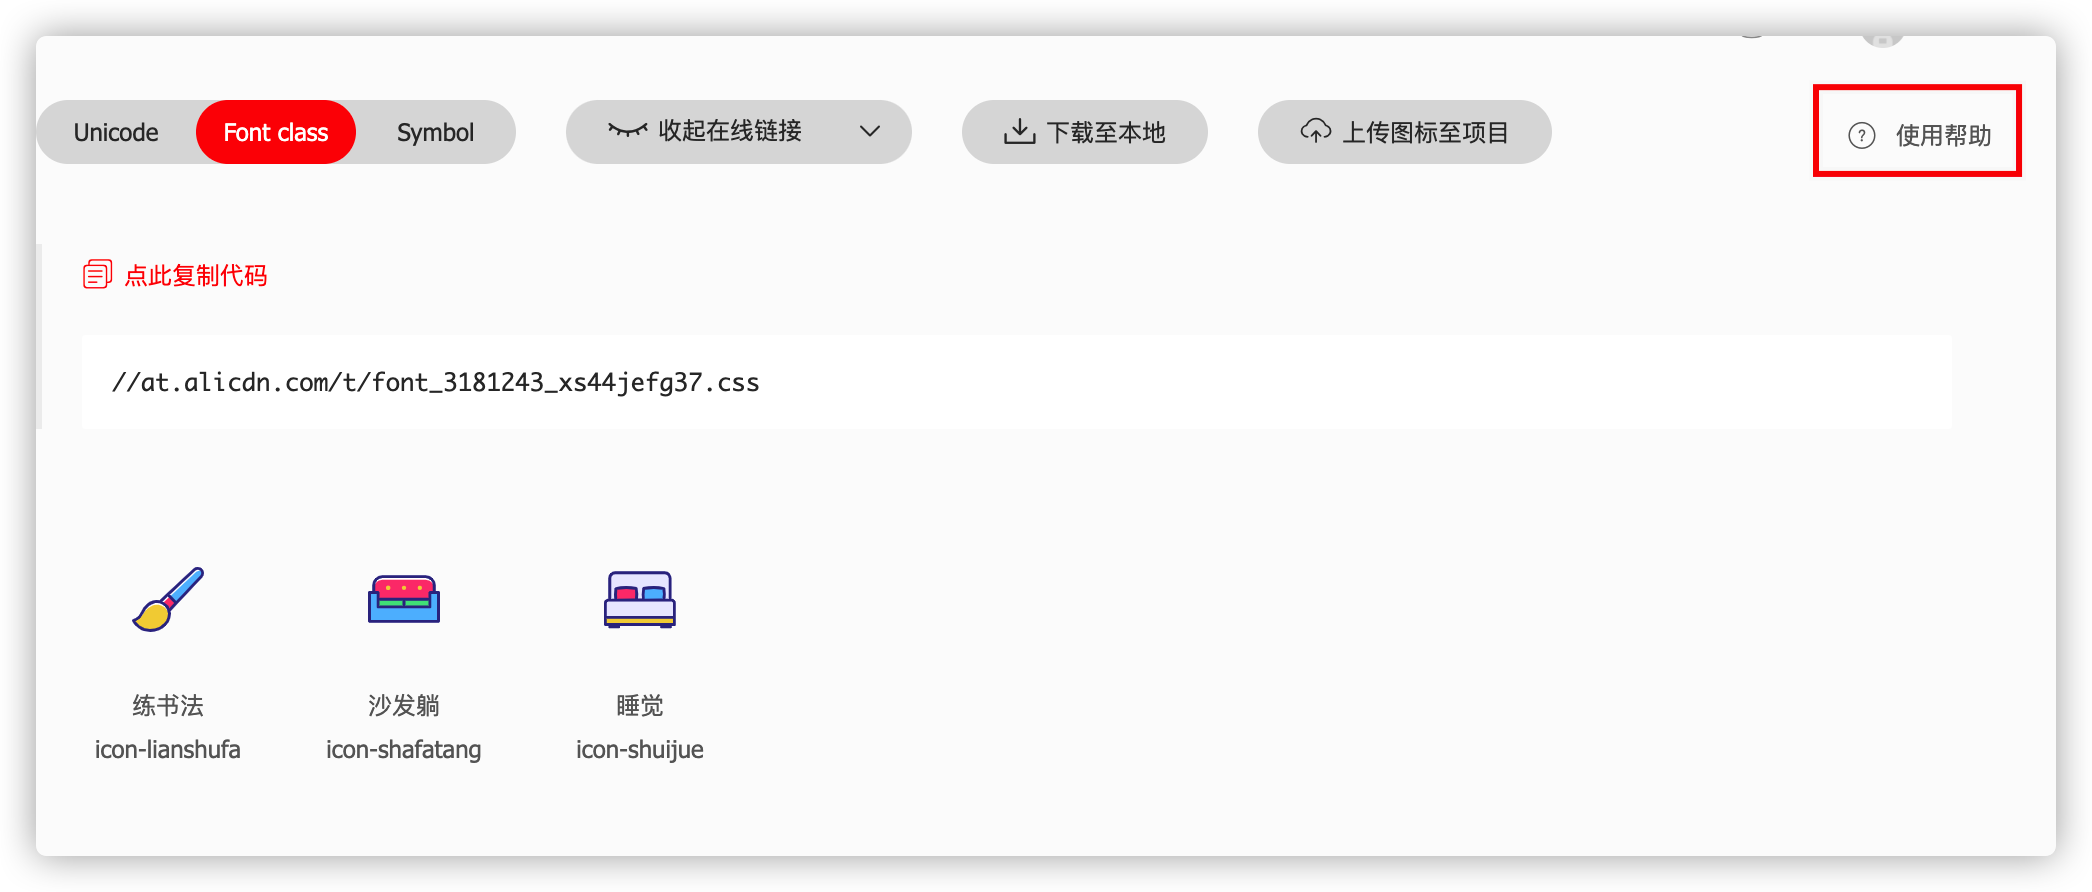 Unicode
Font class
Symbol
收起在线链接
下载至本地
上传图标至项目
? 使用帮助
点此复制代码
//at.alicdn.com/t/font_3181243_xs44jefg37.css
练书法
icon-lianshufa
沙发躺
icon-shafatang
睡觉
icon-shuijue